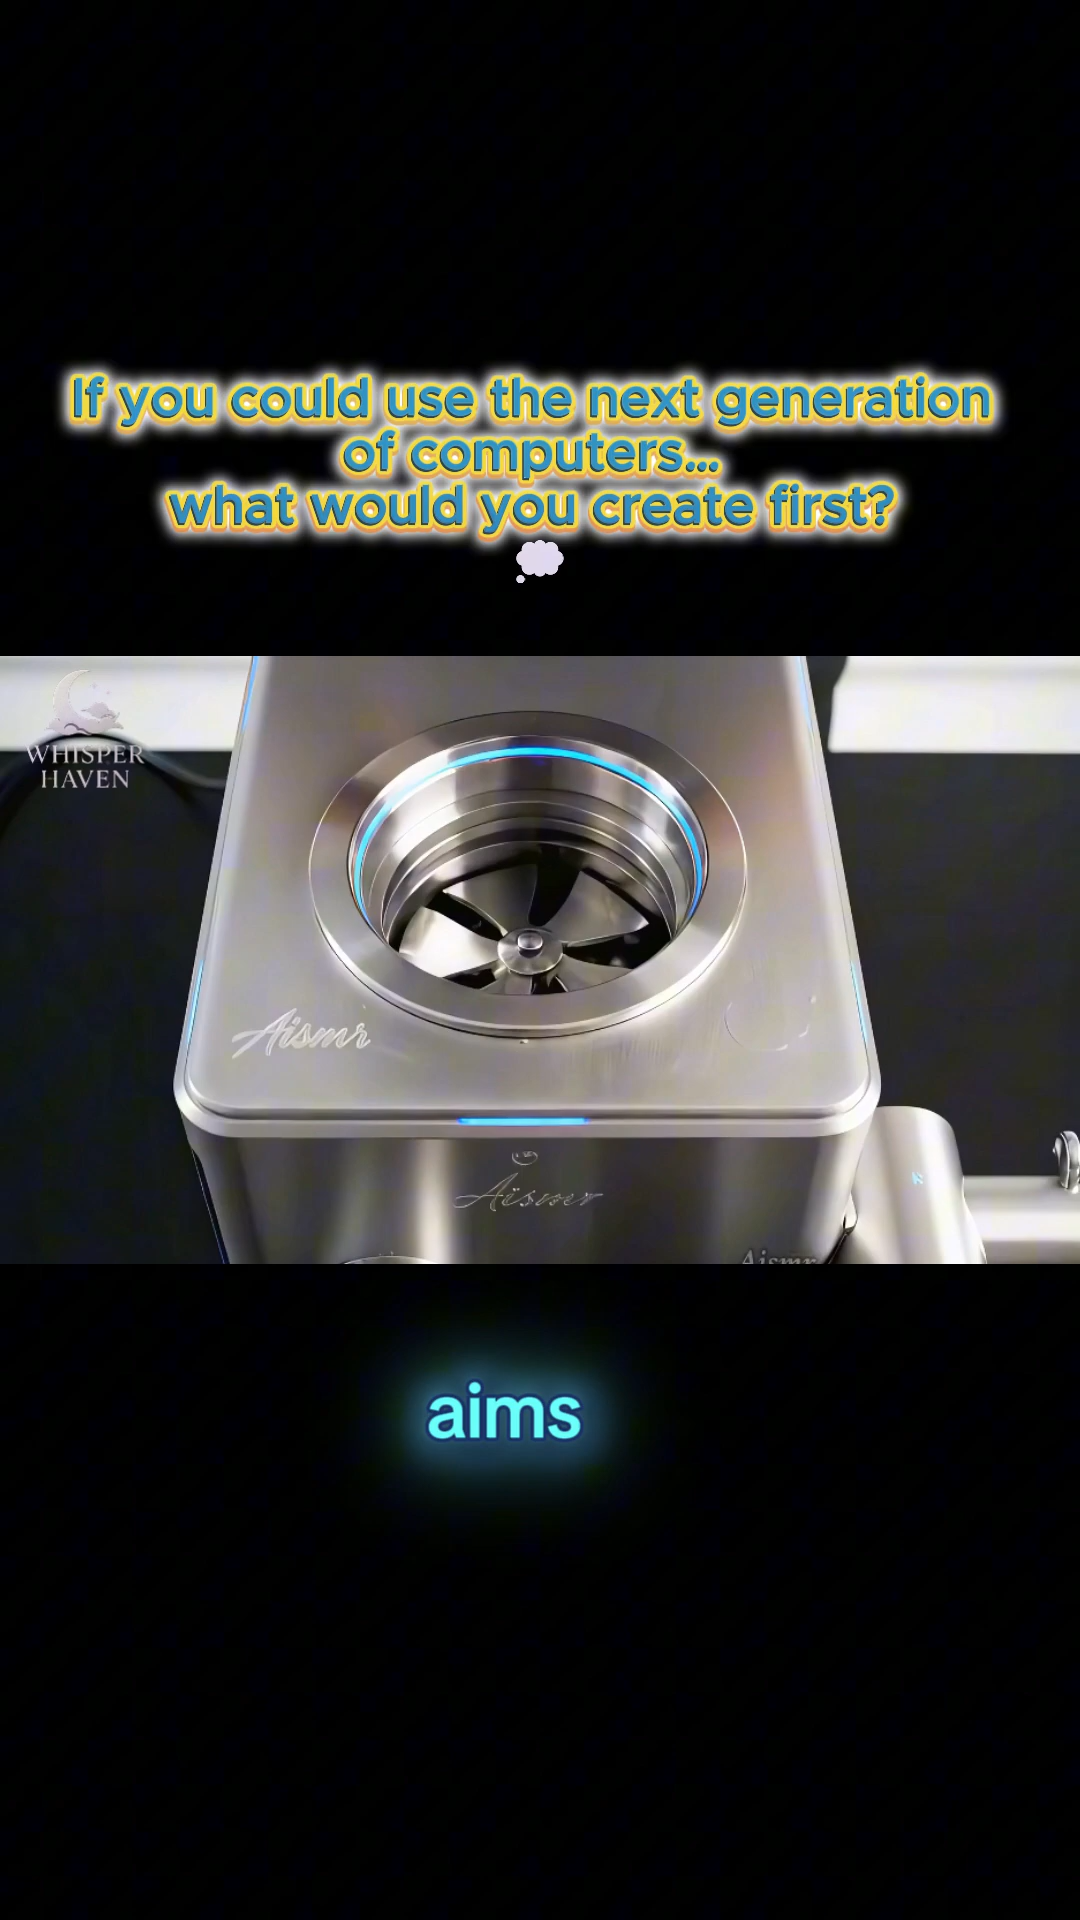 If you could use the next generation
of computers...
what would you create first?
WHISPER
HAVEN
Aismr
Aismr
Aismr
aims